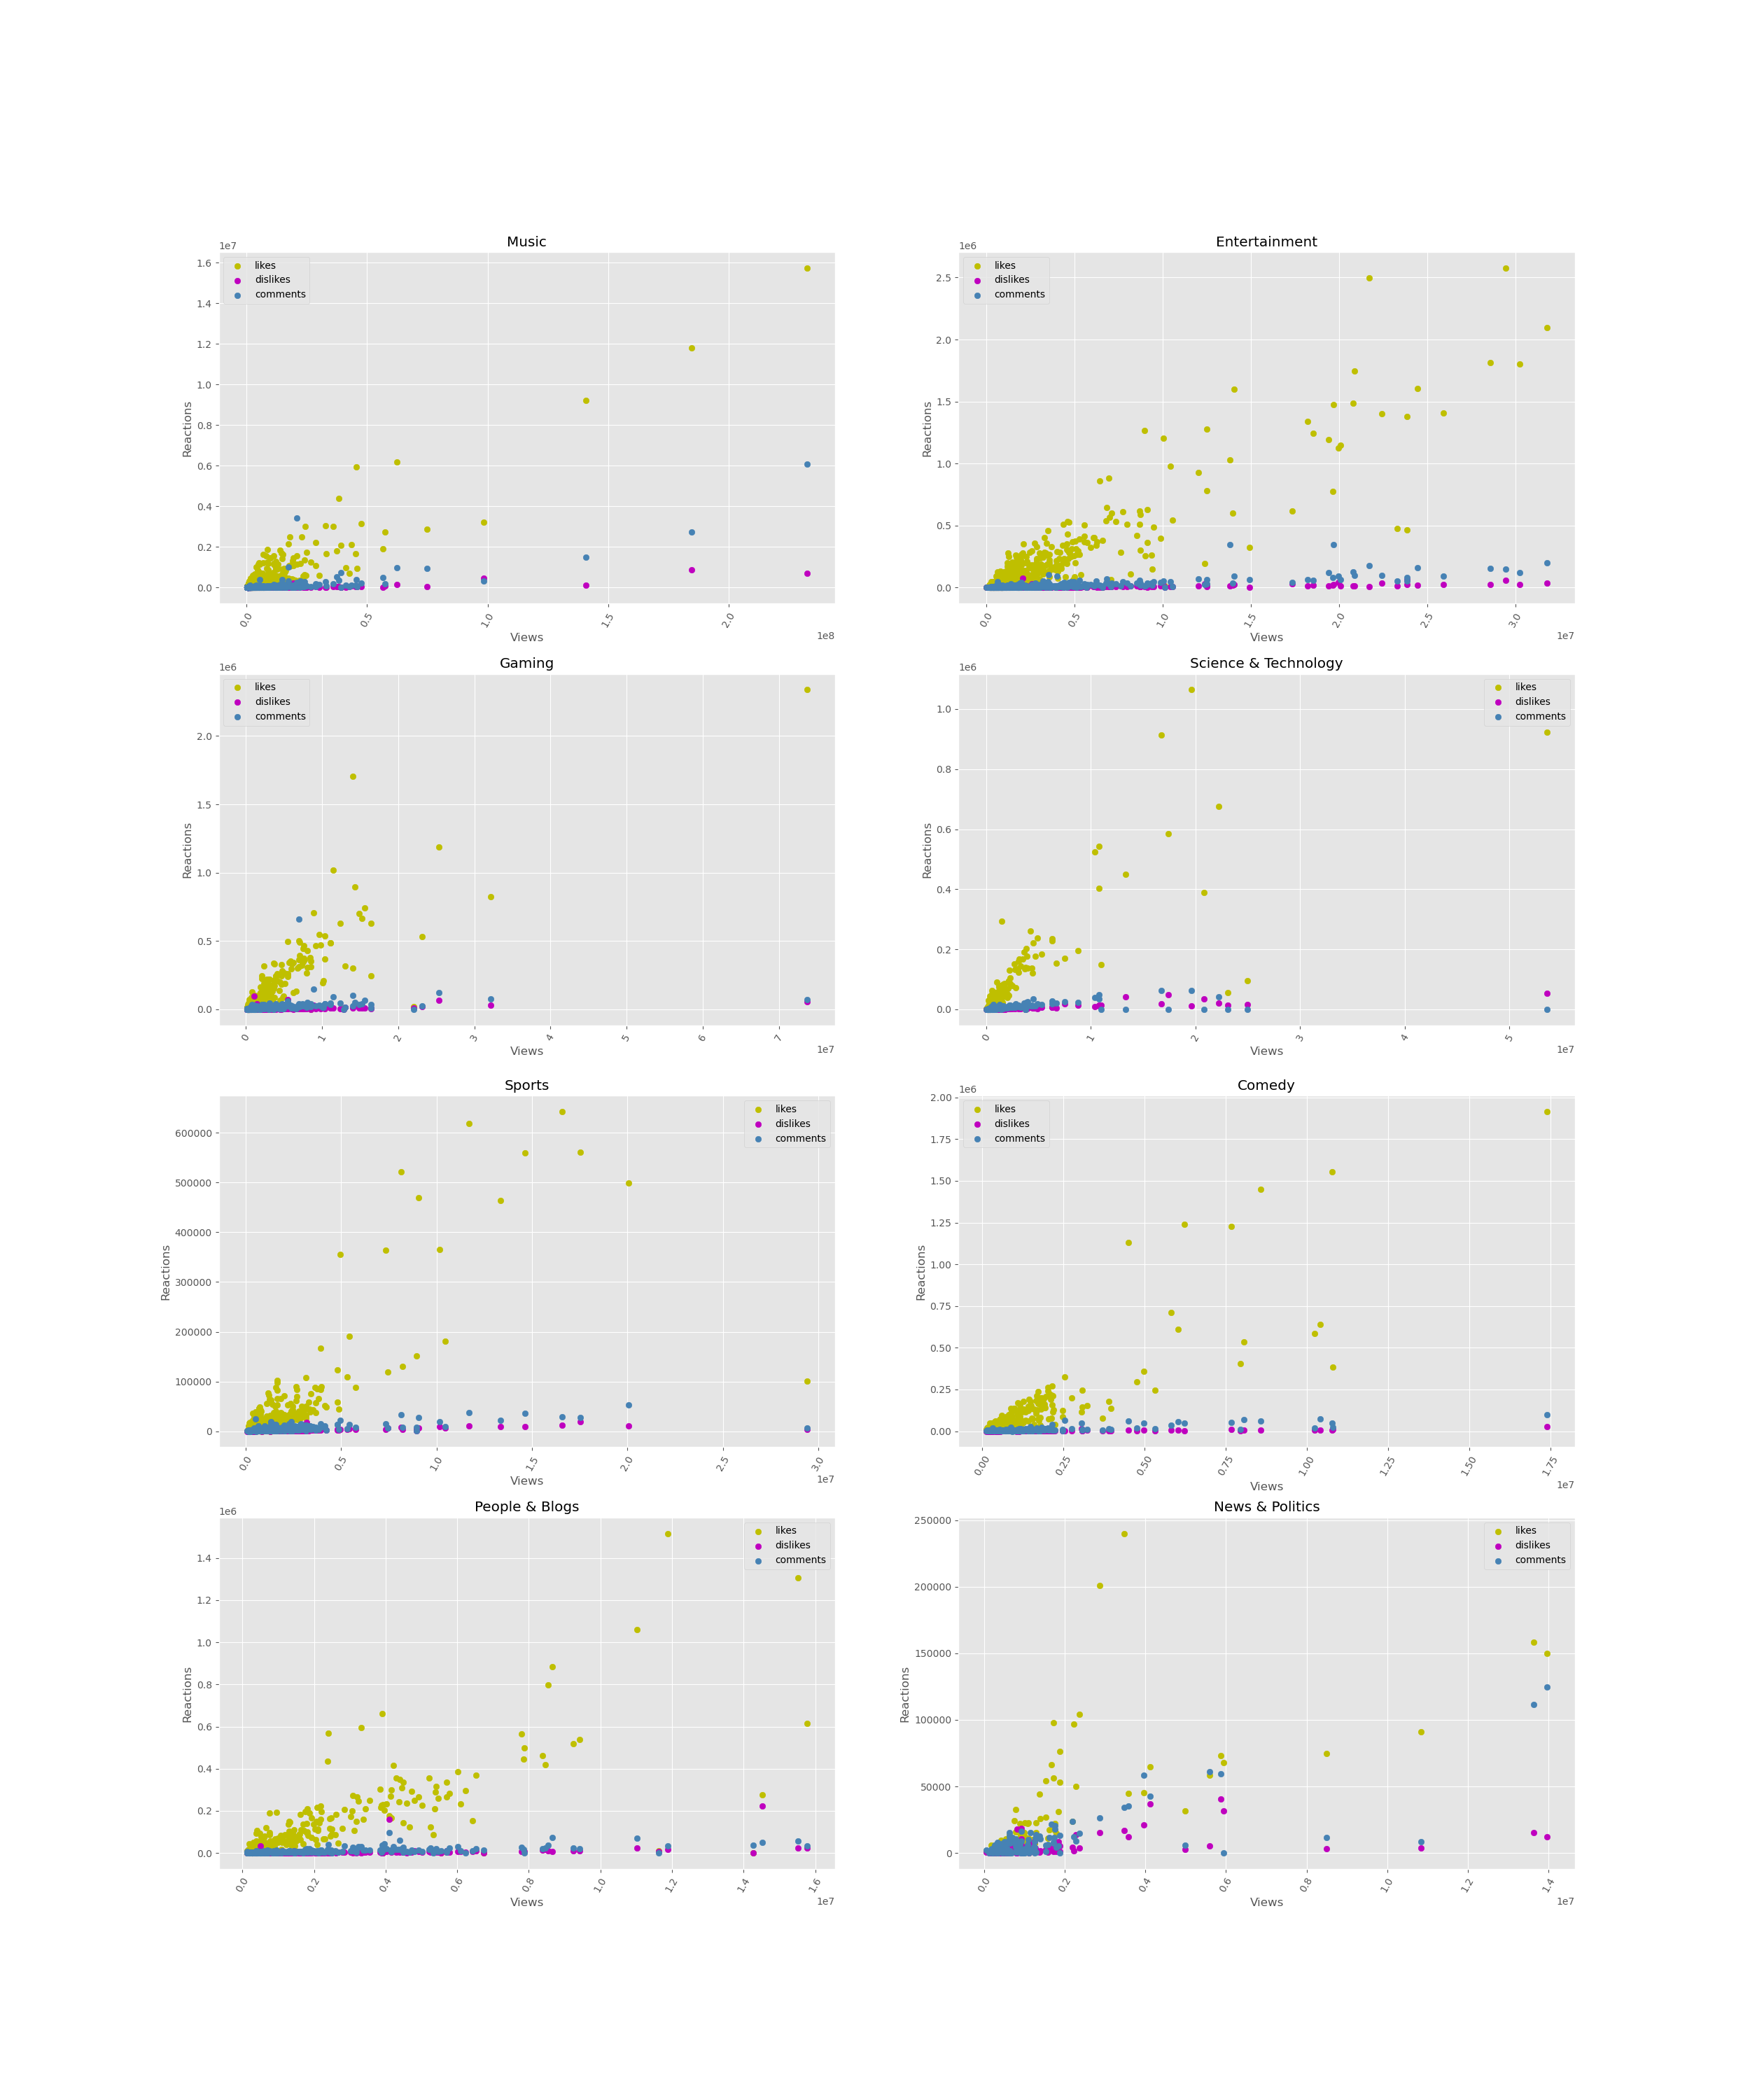 Music
1e7
likes
dislikes
comments
1.6
1.4
1.2
1.0
0.8
0.6
0.4
0.2
0.0
Reactions
0.0
0.5
1.0
1.5
2.0
Views
1e8
Entertainment
1e6
likes
dislikes
comments
2.5
2.0
1.5
1.0
0.5
0.0
Reactions
0.0
0.5
1.0
1.5
2.0
2.5
3.0
Views
1e7
Gaming
1e6
likes
dislikes
comments
2.0
1.5
1.0
0.5
0.0
Reactions
0
1
2
3
4
5
6
7
Views
1e7
Science & Technology
1e6
likes
dislikes
comments
1.0
0.8
0.6
0.4
0.2
0.0
Reactions
0
1
2
3
4
5
Views
1e7
Sports
likes
dislikes
comments
600000
500000
400000
300000
200000
100000
0
Reactions
0.0
0.5
1.0
1.5
2.0
2.5
3.0
Views
1e7
Comedy
1e6
likes
dislikes
comments
2.00
1.75
1.50
1.25
1.00
0.75
0.50
0.25
0.00
Reactions
0.00
0.25
0.50
0.75
1.00
1.25
1.50
1.75
Views
1e7
People & Blogs
1e6
likes
dislikes
comments
1.4
1.2
1.0
0.8
0.6
0.4
0.2
0.0
Reactions
0.0
0.2
0.4
0.6
0.8
1.0
1.2
1.4
1.6
Views
1e7
News & Politics
likes
dislikes
comments
250000
200000
150000
100000
50000
0
Reactions
0.0
0.2
0.4
0.6
0.8
1.0
1.2
1.4
Views
1e7